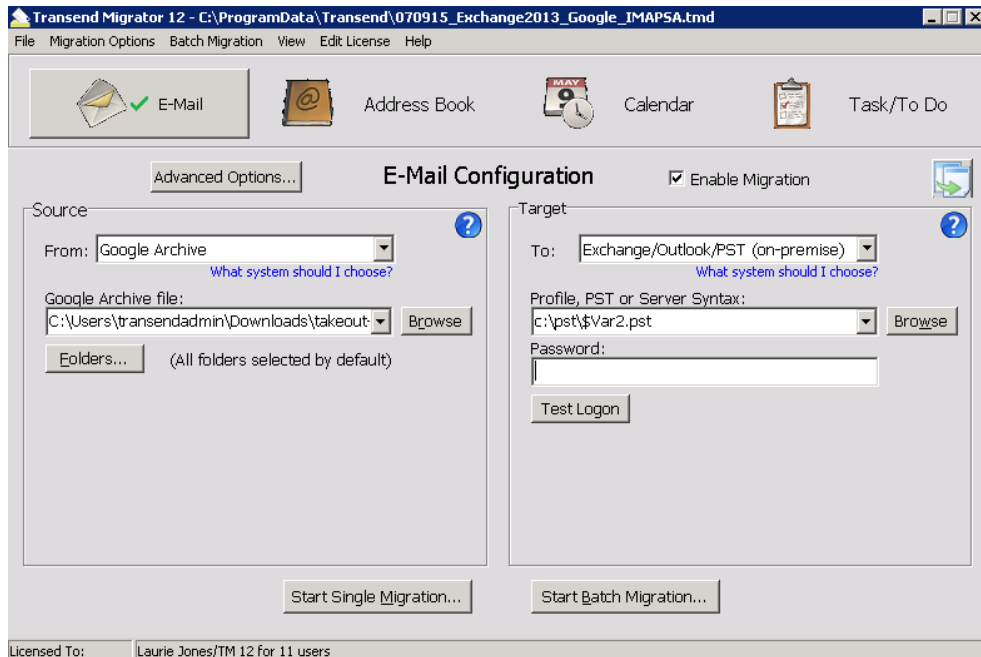 Transend Migrator 12 - C:\ProgramData\Transend\070915_Exchange2013_Google_IMAPSA.tmd
File Migration Options Batch Migration View Edit License Help
E-Mail
Address Book
MAY
9
Calendar
Task/To Do
Advanced Options...
E-Mail Configuration
Enable Migration
Source
From: Google Archive
What system should I choose?
Google Archive file:
C:\Users\transendadmin\Downloads\takeout- Browse
Folders... (All folders selected by default)
Target
To: Exchange/Outlook/PST (on-premise)
What system should I choose?
Profile, PST or Server Syntax:
c:\pst\$Var2.pst Browse
Password:
Test Logon
Start Single Migration...
Start Batch Migration...
Licensed To: Laurie Jones/TM 12 for 11 users